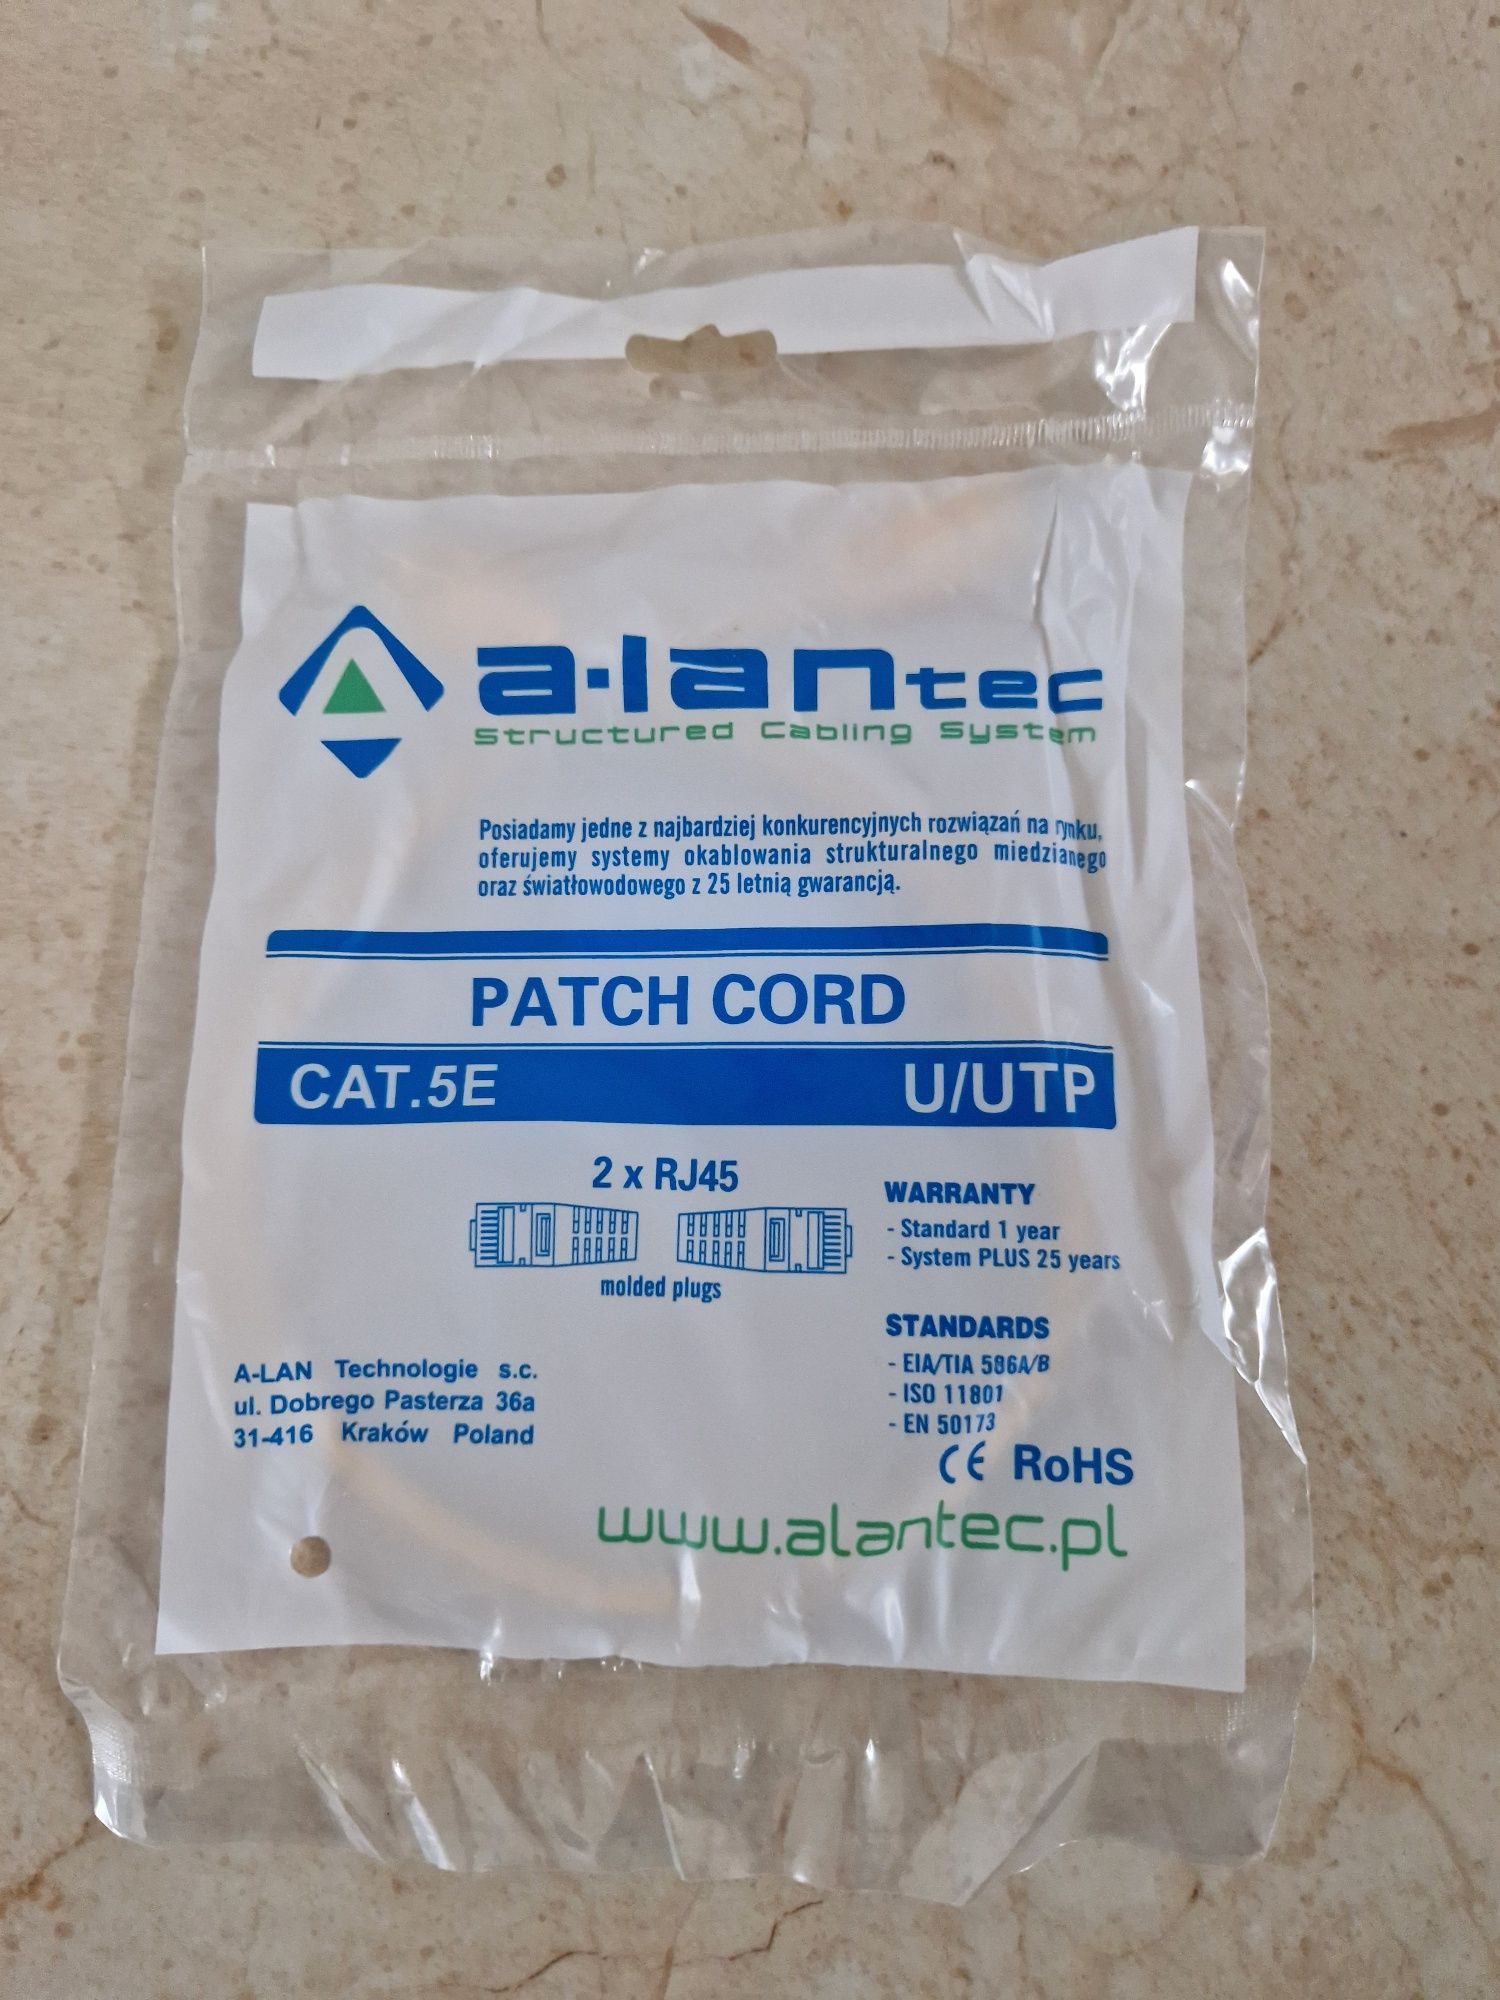 a-lantec
Structured Cabling System
Posiadamy jedne z najbardziej konkurencyjnych rozwiązań na rynku,
oferujemy systemy okablowania strukturalnego miedzianego
oraz światłowodowego z 25 letnią gwarancją.
PATCH CORD
CAT.5E U/UTP
2 x RJ45
molded plugs
WARRANTY
- Standard 1 year
- System PLUS 25 years
STANDARDS
- EIA/TIA 586A/B
- ISO 11801
- EN 50173
CE RoHS
A-LAN Technologie s.c.
ul. Dobrego Pasterza 36a
31-416 Kraków Poland
www.alantec.pl